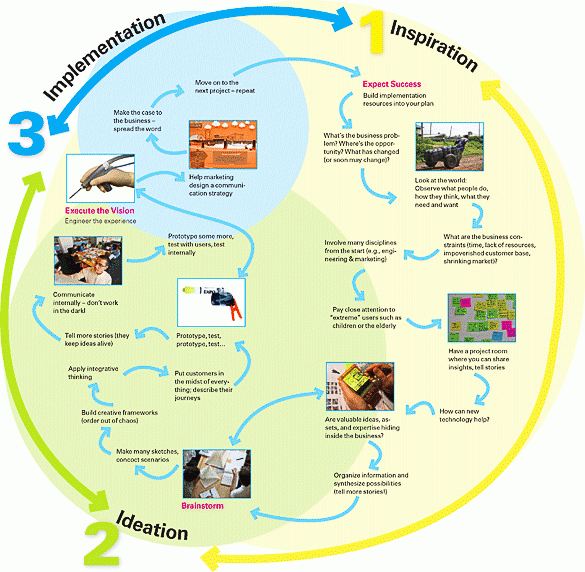 1
Inspiration
Expect Success
Build implementation
resources into your plan
What's the business prob-
lem? Where's the oppor-
tunity? What has changed
(or soon may change)?
Look at the world:
Observe what people do,
how they think, what they
need and want
What are the business con-
straints (time, lack of resources,
impoverished customer base,
shrinking market)?
Involve many disciplines
from the start (e.g., engi-
neering & marketing)
Pay close attention to
"extreme" users such as
children or the elderly
Have a project room
where you can share
insights, tell stories
How can new
technology help?
Are valuable ideas, as-
sets, and expertise hiding
inside the business?
Organize information and
synthesize possibilities
(tell more stories!)
2
Ideation
Brainstorm
Make many sketches,
concoct scenarios
Build creative frameworks
(order out of chaos)
Apply integrative
thinking
Put customers in
the midst of every-
thing; describe their
journeys
Prototype, test,
prototype, test...
Tell more stories (they
keep ideas alive)
Communicate
internally – don't work
in the dark!
Prototype some more,
test with users, test
internally
3
Implementation
Execute the Vision
Engineer the experience
Help marketing
design a communi-
cation strategy
Make the case
to the business –
spread the word
Move on to the
next project – repeat